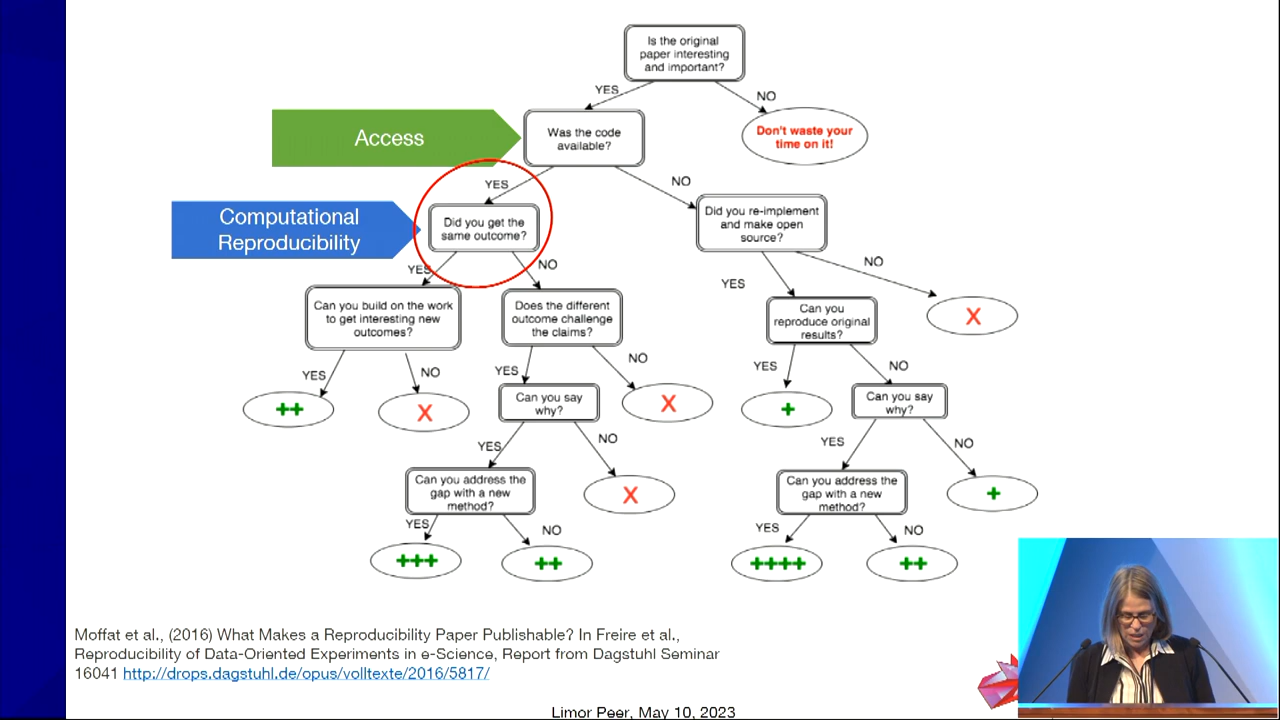 Is the original
paper interesting
and important?
YES
NO
Access
Was the code
available?
Don't waste your
time on it!
YES
NO
Computational
Reproducibility
Did you get the
same outcome?
Did you re-implement
and make open
source?
YES
NO
YES
NO
Can you build on the work
to get interesting new
outcomes?
Does the different
outcome challenge
the claims?
Can you
reproduce original
results?
X
YES
NO
YES
NO
YES
NO
++
X
Can you say
why?
X
+
Can you say
why?
YES
NO
YES
NO
Can you address the
gap with a new
method?
X
Can you address the
gap with a new
method?
+
YES
NO
YES
NO
+++
++
++++
++
Moffat et al., (2016) What Makes a Reproducibility Paper Publishable? In Freire et al.,
Reproducibility of Data-Oriented Experiments in e-Science, Report from Dagstuhl Seminar
16041 http://drops.dagstuhl.de/opus/volltexte/2016/5817/
Limor Peer, May 10, 2023